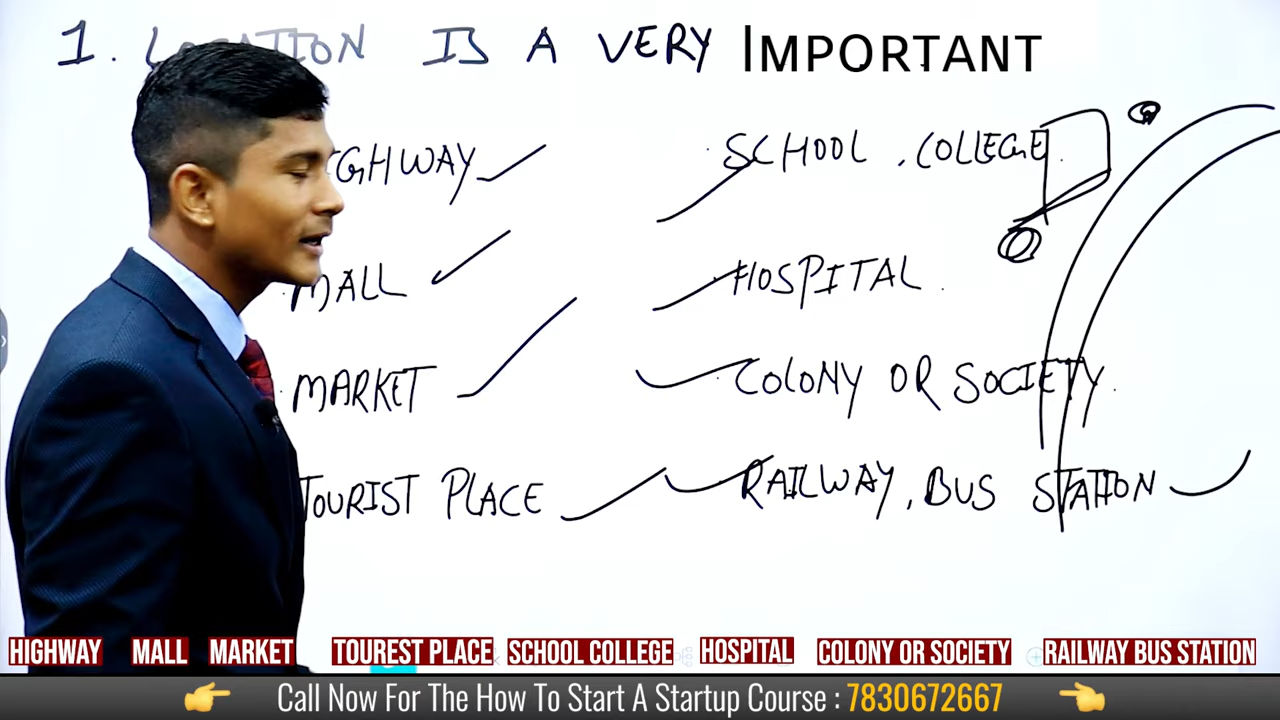 1. LOCATION IS A VERY IMPORTANT
IGHWAY
SCHOOL, COLLEGE.
MALL
HOSPITAL.
MARKET
COLONY OR SOCIETY.
TOURIST PLACE
RAILWAY, BUS STATION
HIGHWAY MALL MARKET TOUREST PLACE SCHOOL COLLEGE HOSPITAL COLONY OR SOCIETY RAILWAY BUS STATION
Call Now For The How To Start A Startup Course : 7830672667